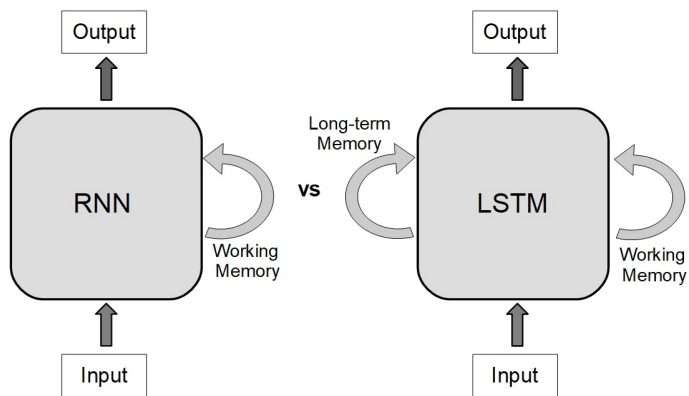 Output
RNN
Working
Memory
Input
vs
Output
Long-term
Memory
LSTM
Working
Memory
Input